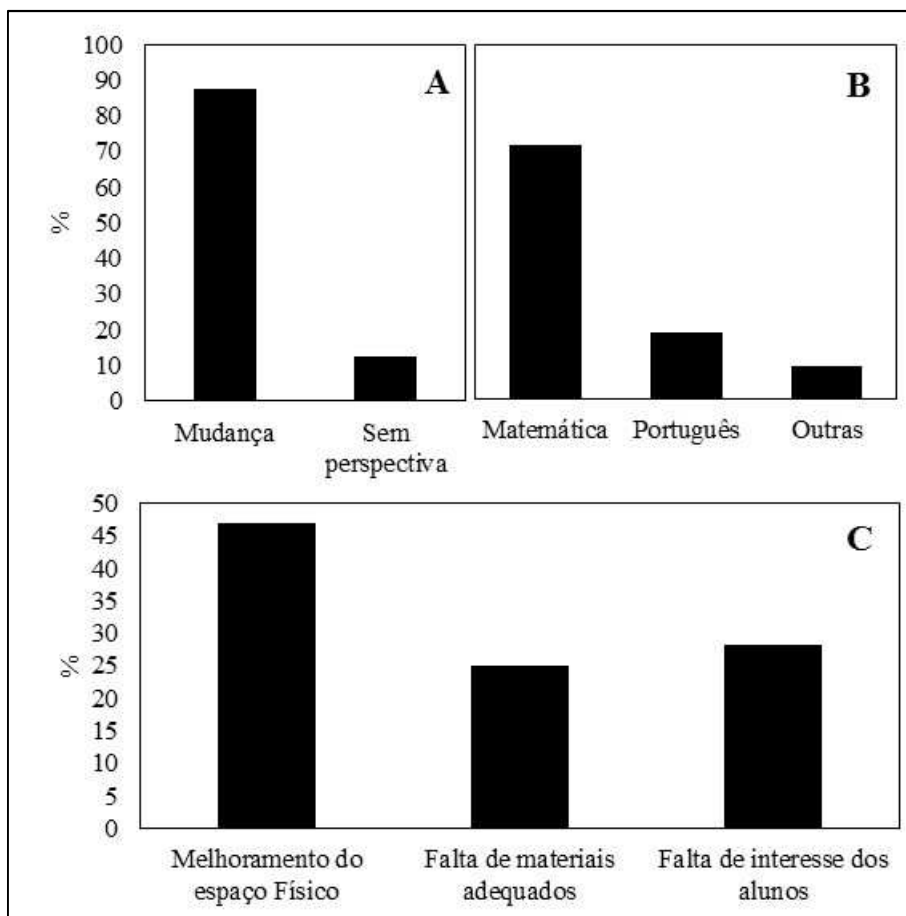 100
90
80
70
60
50
40
30
20
10
0
%
A
Mudança
Sem
perspectiva
B
Matemática
Português
Outras
50
45
40
35
30
25
20
15
10
5
0
%
C
Melhoramento do
espaço Físico
Falta de materiais
adequados
Falta de interesse dos
alunos